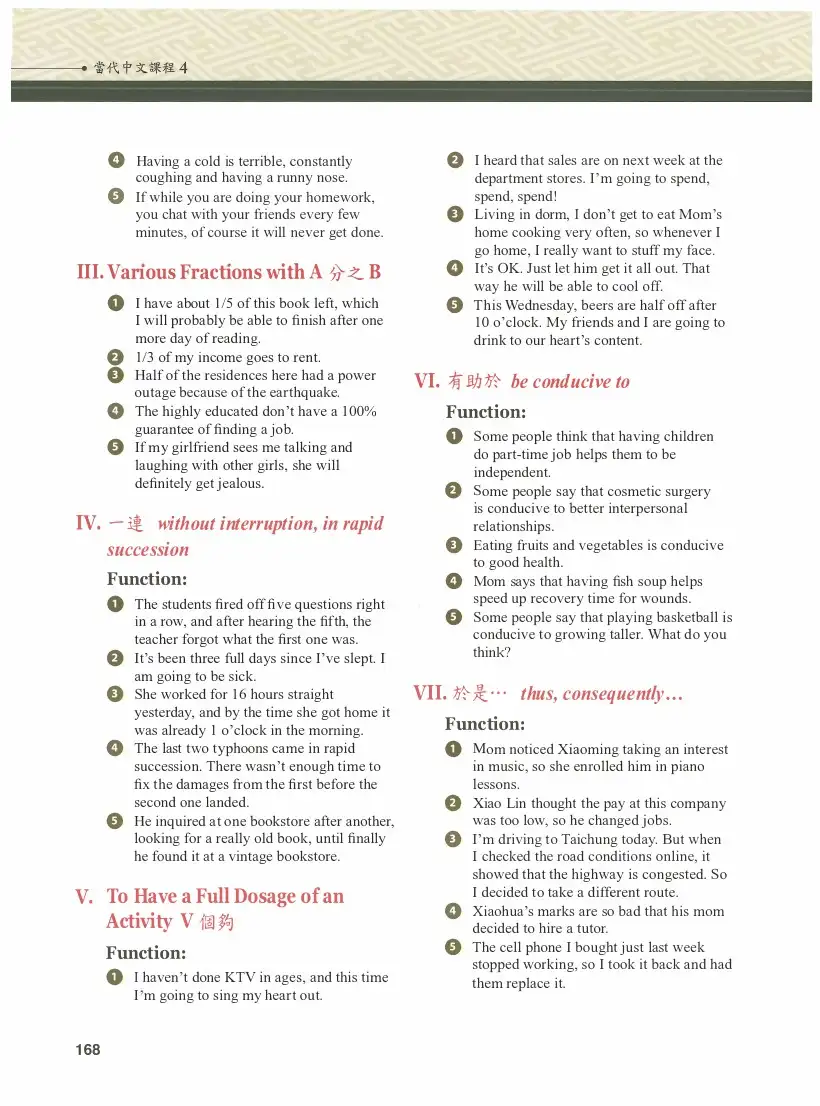 當代中文課程 4
4 Having a cold is terrible, constantly
coughing and having a runny nose.
5 If while you are doing your homework,
you chat with your friends every few
minutes, of course it will never get done.
III. Various Fractions with A 分之 B
1 I have about 1/5 of this book left, which
I will probably be able to finish after one
more day of reading.
2 1/3 of my income goes to rent.
3 Half of the residences here had a power
outage because of the earthquake.
4 The highly educated don't have a 100%
guarantee of finding a job.
5 If my girlfriend sees me talking and
laughing with other girls, she will
definitely get jealous.
IV. 一連 without interruption, in rapid
succession
Function:
1 The students fired off five questions right
in a row, and after hearing the fifth, the
teacher forgot what the first one was.
2 It's been three full days since I've slept. I
am going to be sick.
3 She worked for 16 hours straight
yesterday, and by the time she got home it
was already 1 o'clock in the morning.
4 The last two typhoons came in rapid
succession. There wasn't enough time to
fix the damages from the first before the
second one landed.
5 He inquired at one bookstore after another,
looking for a really old book, until finally
he found it at a vintage bookstore.
V. To Have a Full Dosage of an
Activity V 個夠
Function:
1 I haven't done KTV in ages, and this time
I'm going to sing my heart out.
2 I heard that sales are on next week at the
department stores. I'm going to spend,
spend, spend!
3 Living in dorm, I don't get to eat Mom's
home cooking very often, so whenever I
go home, I really want to stuff my face.
4 It's OK. Just let him get it all out. That
way he will be able to cool off.
5 This Wednesday, beers are half off after
10 o'clock. My friends and I are going to
drink to our heart's content.
VI. 有助於 be conducive to
Function:
1 Some people think that having children
do part-time job helps them to be
independent.
2 Some people say that cosmetic surgery
is conducive to better interpersonal
relationships.
3 Eating fruits and vegetables is conducive
to good health.
4 Mom says that having fish soup helps
speed up recovery time for wounds.
5 Some people say that playing basketball is
conducive to growing taller. What do you
think?
VII. 於是… thus, consequently…
Function:
1 Mom noticed Xiaoming taking an interest
in music, so she enrolled him in piano
lessons.
2 Xiao Lin thought the pay at this company
was too low, so he changed jobs.
3 I'm driving to Taichung today. But when
I checked the road conditions online, it
showed that the highway is congested. So
I decided to take a different route.
4 Xiaohua's marks are so bad that his mom
decided to hire a tutor.
5 The cell phone I bought just last week
stopped working, so I took it back and had
them replace it.
168